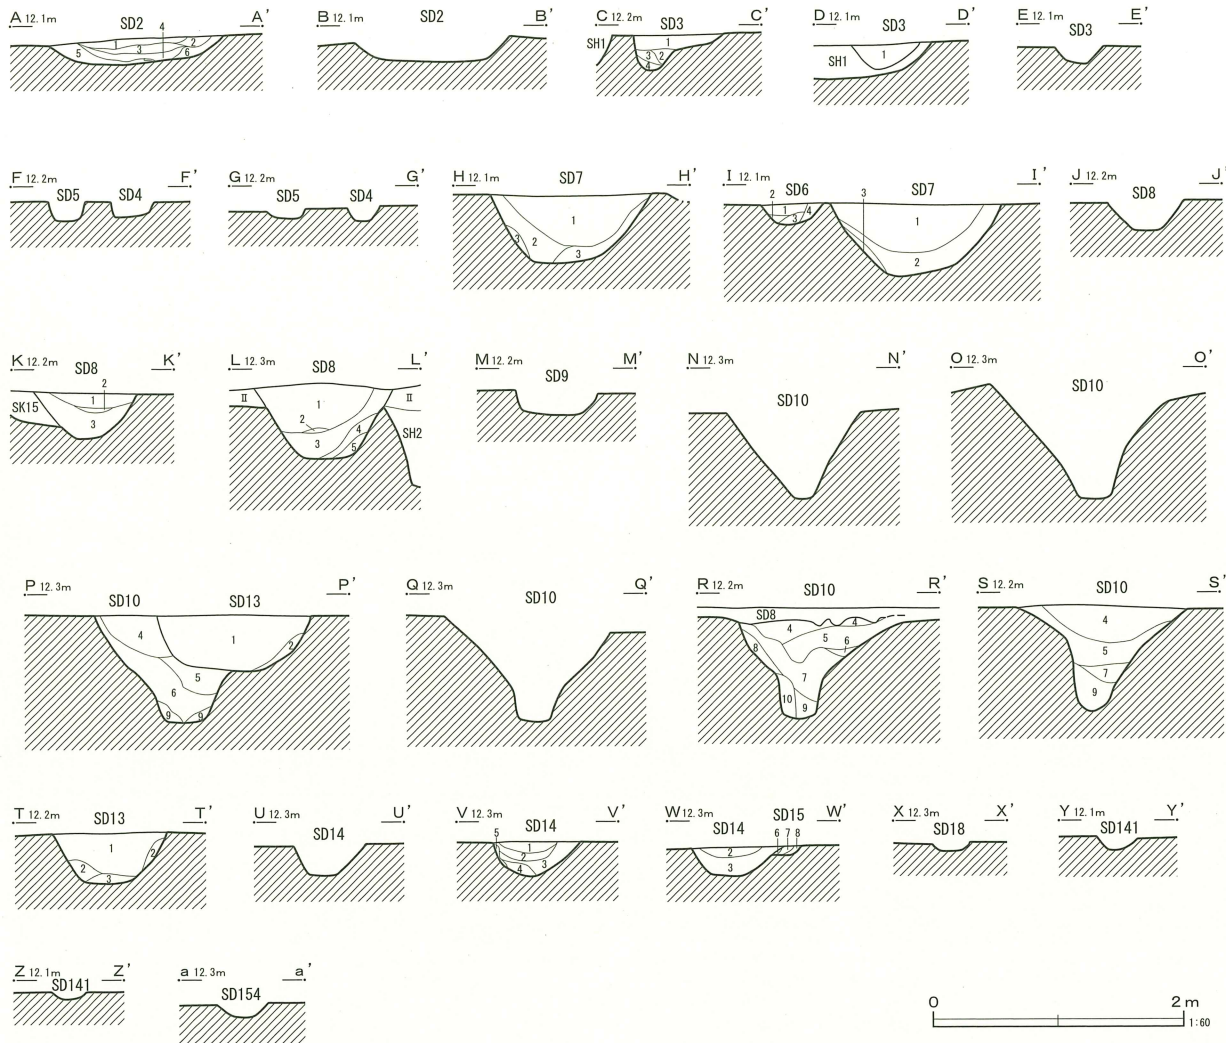 A 12.1m SD2 A'
4
1 3 2
5 6
B 12.1m SD2 B'
C 12.2m SD3 C'
SH1 1
3 2
4
D 12.1m SD3 D'
SH1 1
E 12.1m SD3 E'
F 12.2m F'
SD5 SD4
G 12.2m G'
SD5 SD4
H 12.1m SD7 H'
1
3 2 3
I 12.1m I'
2 SD6 3 SD7
1 4
3
1
2
J 12.2m SD8 J'
K 12.2m SD8 K'
2
1
SK15
3
L 12.3m SD8 L'
II 1 II
2 4
3 5 SH2
M 12.2m SD9 M'
N 12.3m N'
SD10
O 12.3m O'
SD10
P 12.3m P'
SD10 SD13
4 1 2
5
6
9 9
Q 12.3m SD10 Q'
R 12.2m SD10 R'
SD8
4 4
5
8 6
7
10 9
S 12.2m SD10 S'
4
5
7
9
T 12.2m SD13 T'
1
2 2
3
U 12.3m U'
SD14
V 12.3m SD14 V'
5
1
2
3
4
W 12.3m SD15 W'
SD14 6 7 8
2
3
X 12.3m X'
SD18
Y 12.1m Y'
SD141
Z 12.1m Z'
SD141
a 12.3m a'
SD154
0 2m
1:60